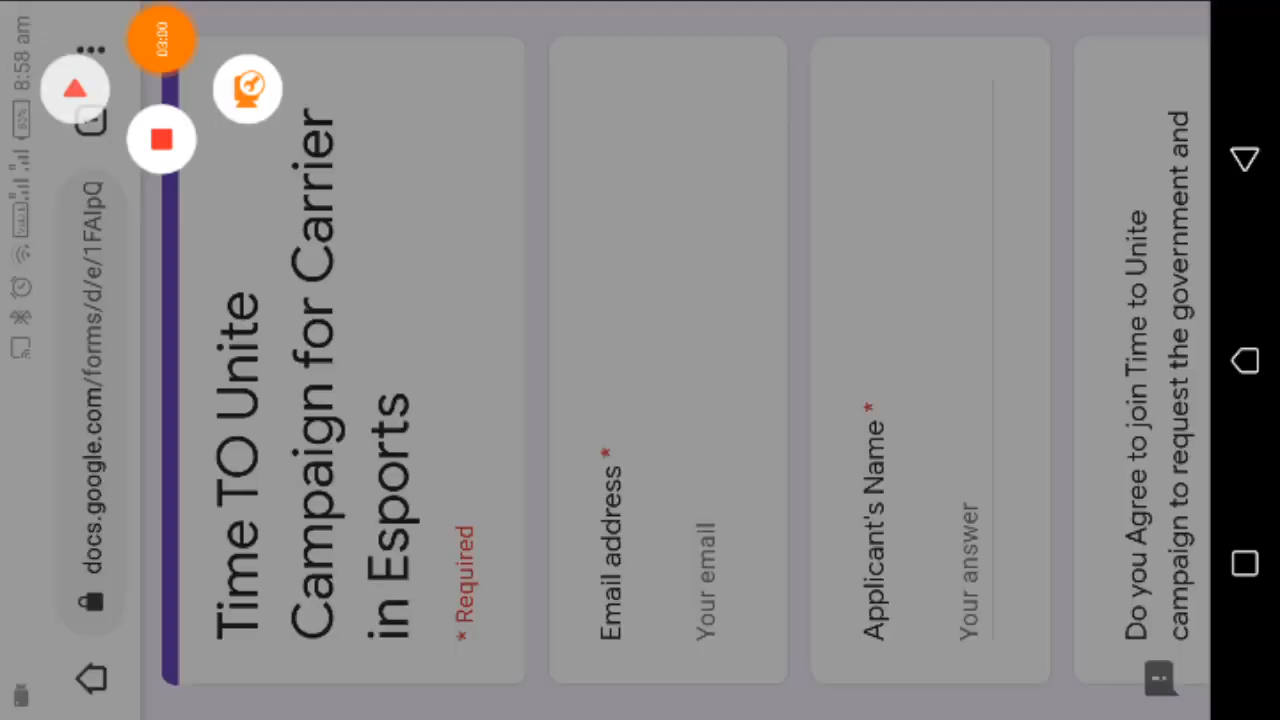 8:58 am
docs.google.com/forms/d/e/1FAIpQ
03:00
Time TO Unite
Campaign for Carrier
in Esports
* Required
Email address *
Your email
Applicant's Name *
Your answer
Do you Agree to join Time to Unite
campaign to request the government and